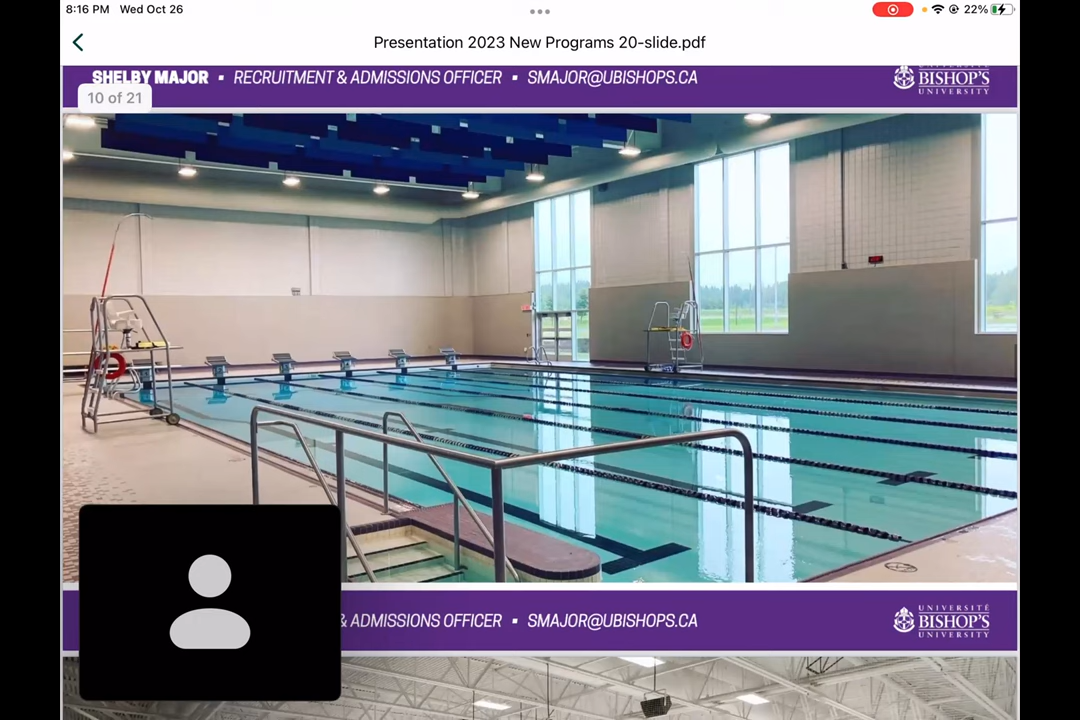 8:16 PM Wed Oct 26
22%
Presentation 2023 New Programs 20-slide.pdf
SHELBY MAJOR ▪ RECRUITMENT & ADMISSIONS OFFICER ▪ SMAJOR@UBISHOPS.CA
BISHOP'S
UNIVERSITY
10 of 21
& ADMISSIONS OFFICER ▪ SMAJOR@UBISHOPS.CA
UNIVERSITÉ
BISHOP'S
UNIVERSITY